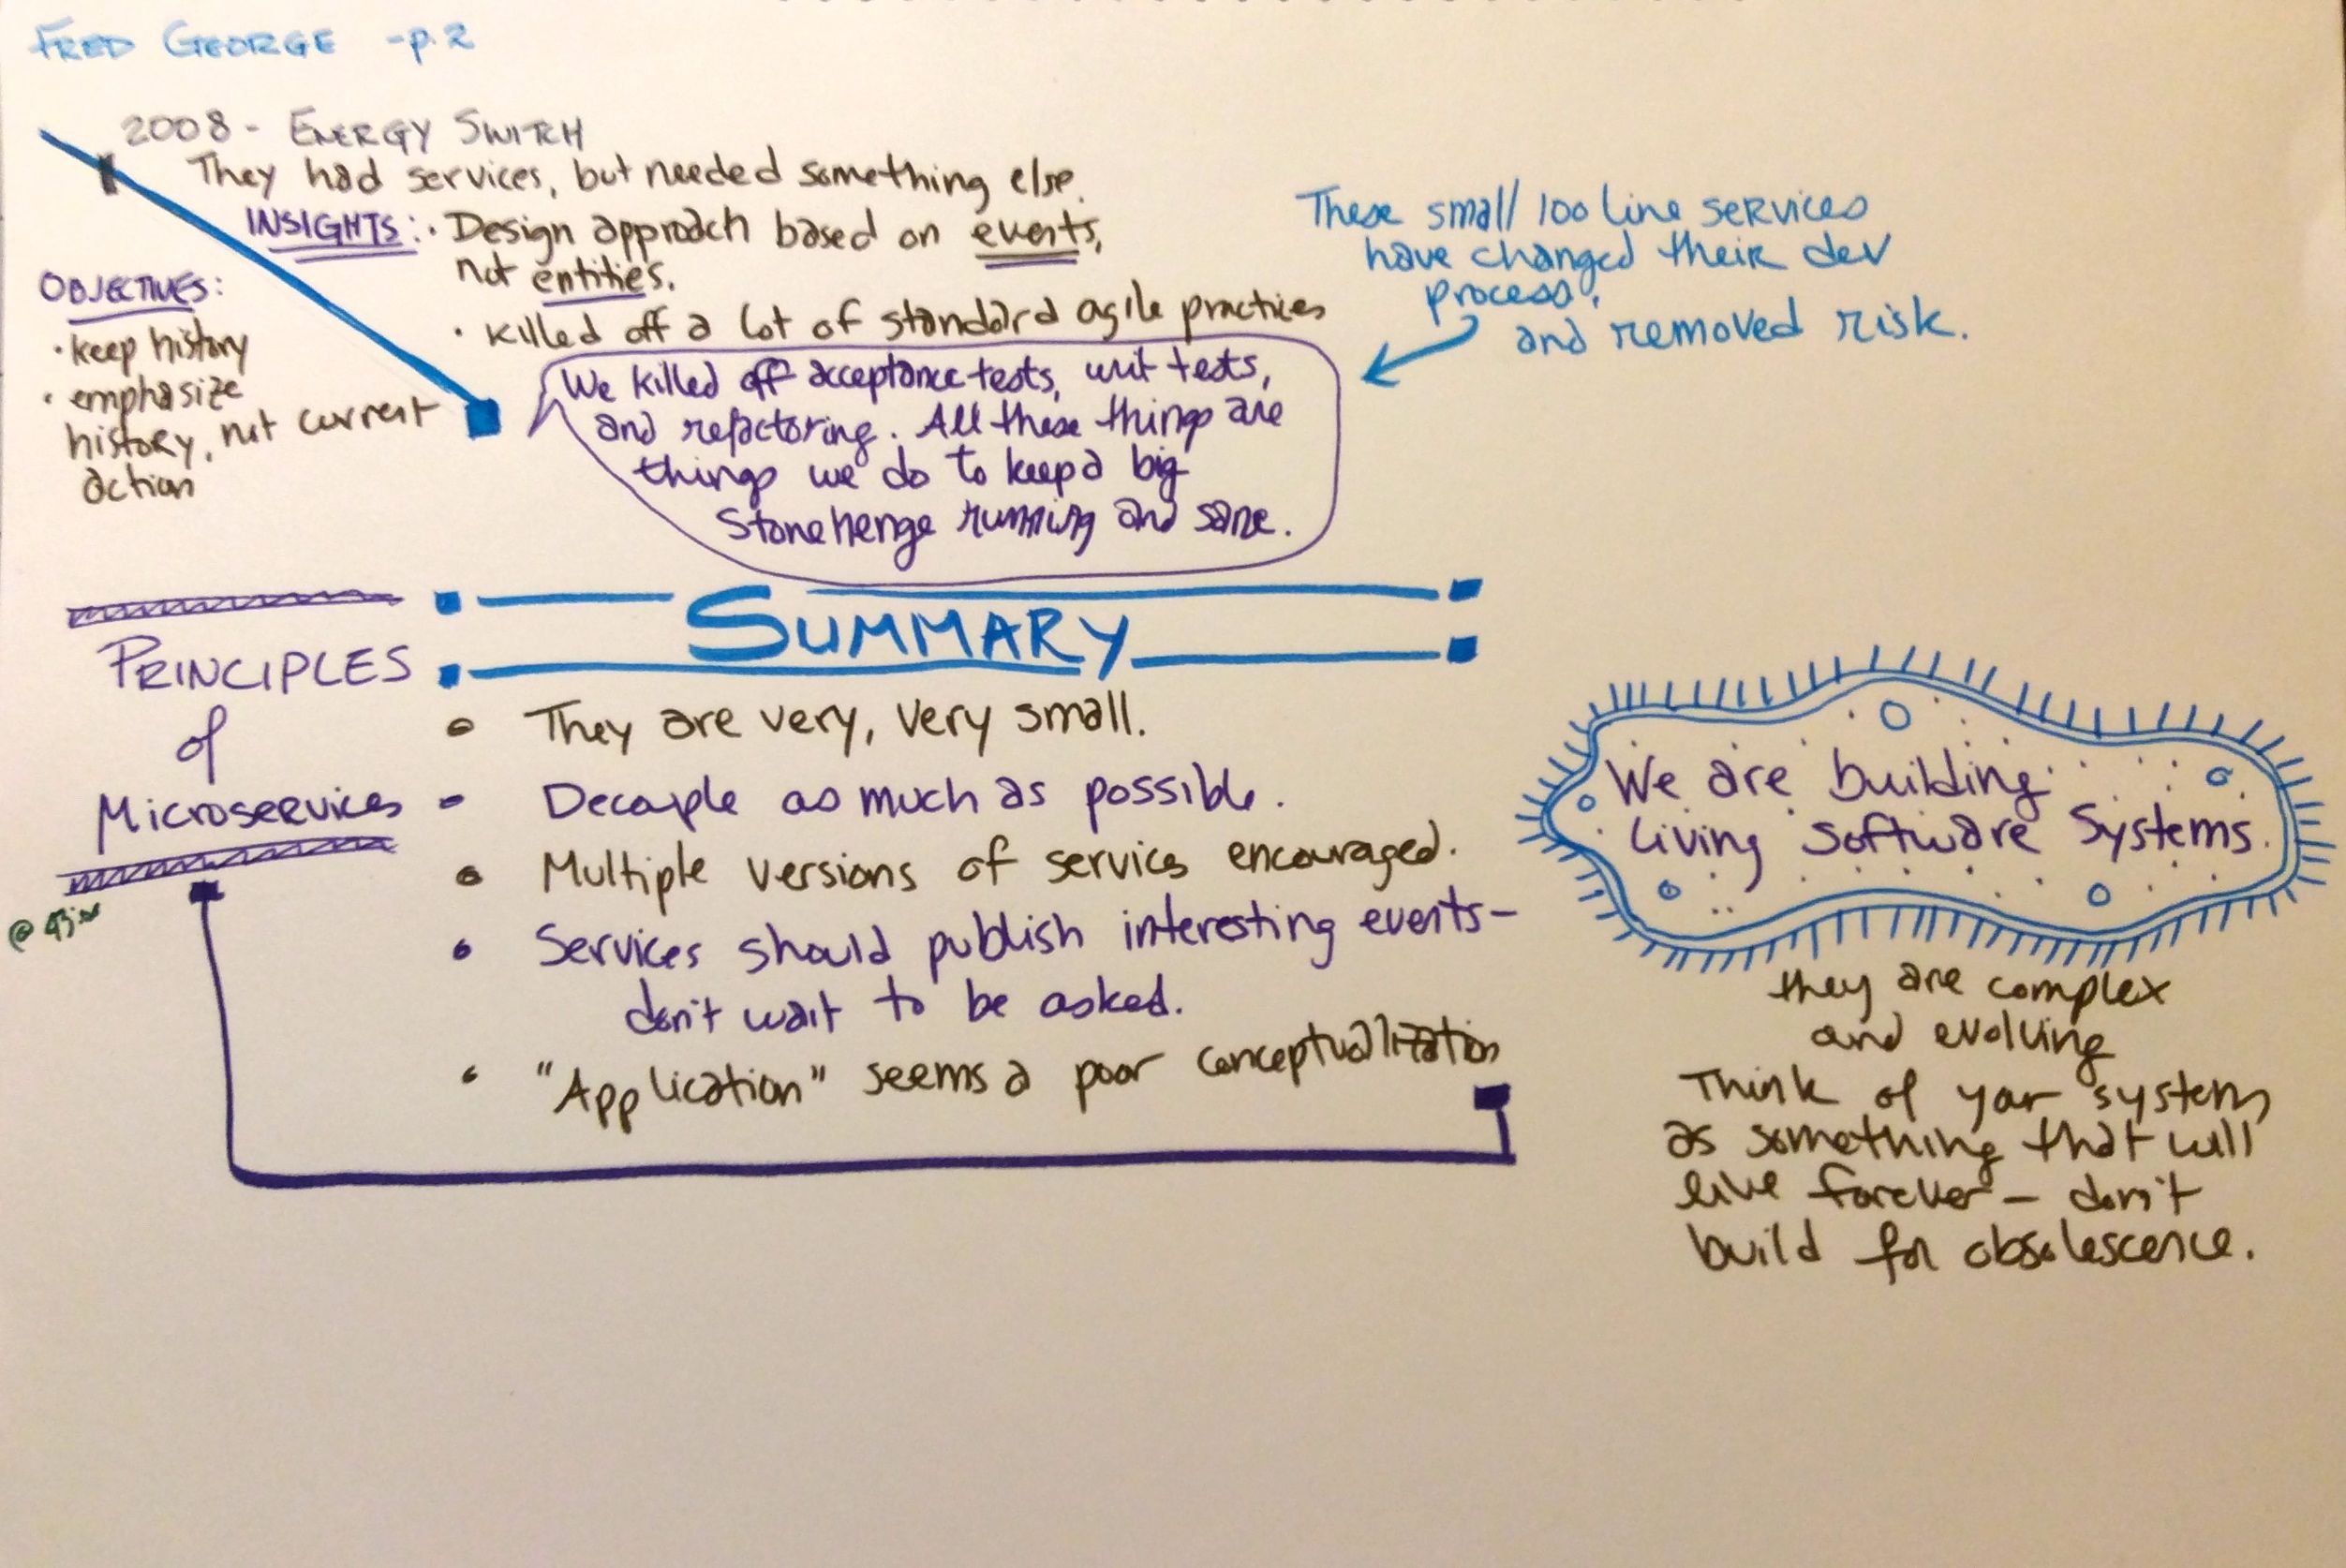 FRED GEORGE - p. 2
2008 - ENERGY SWITCH
They had services, but needed something else.
INSIGHTS: · Design approach based on events,
not entities.
· killed off a lot of standard agile practices
OBJECTIVES:
· keep history
· emphasize
history, not current
action
We killed off acceptance tests, unit tests,
and refactoring. All these things are
things we do to keep a big
Stonehenge running and sane.
These small 100 line services
have changed their dev
process,
and removed risk.
SUMMARY
PRINCIPLES
of
MICROSERVICES
• They are very, very small.
• Decouple as much as possible.
• Multiple versions of services encouraged.
• Services should publish interesting events -
don't wait to be asked.
• "Application" seems a poor conceptualization
We are building
living software systems.
they are complex
and evolving
Think of your system
as something that will
live forever - don't
build for obsolescence.